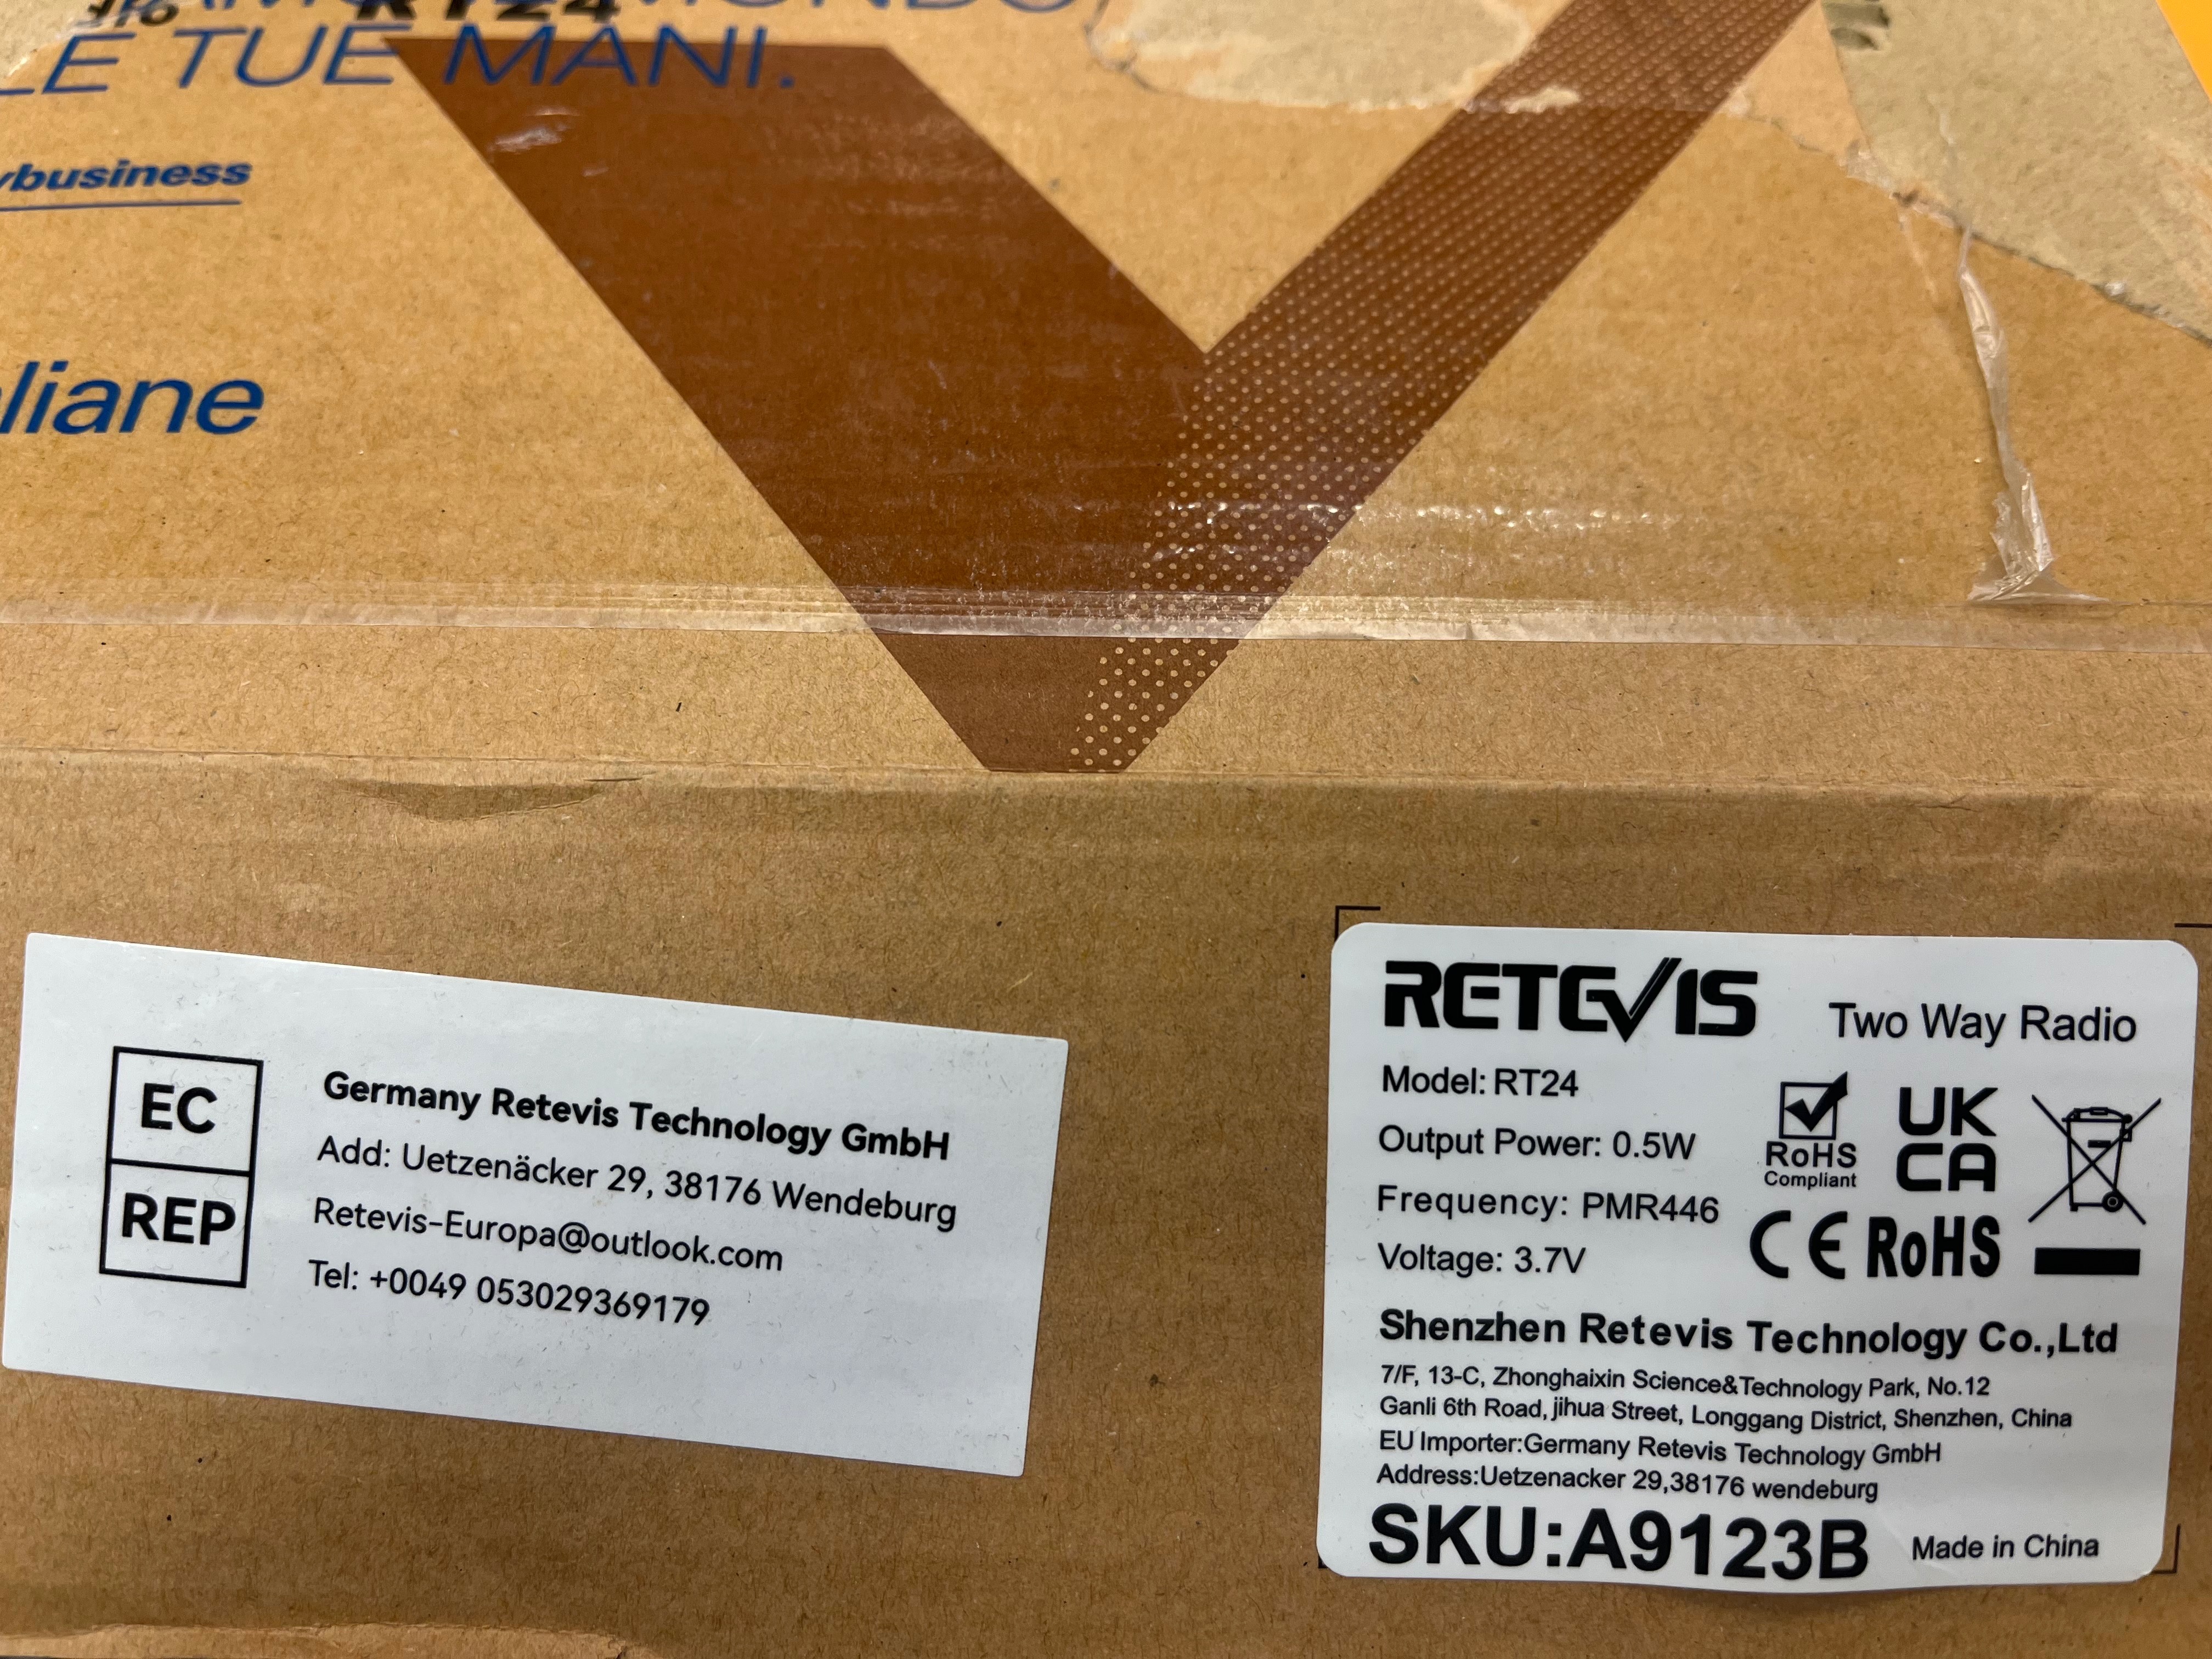 RT24
LE TUE MANI.
business
liane
EC
REP
Germany Retevis Technology GmbH
Add: Uetzenäcker 29, 38176 Wendeburg
Retevis-Europa@outlook.com
Tel: +0049 053029369179
RETEVIS Two Way Radio
Model: RT24
Output Power: 0.5W
Frequency: PMR446
Voltage: 3.7V
RoHS
Compliant
UK
CA
CE RoHS
Shenzhen Retevis Technology Co.,Ltd
7/F, 13-C, Zhonghaixin Science&Technology Park, No.12
Ganli 6th Road, jihua Street, Longgang District, Shenzhen, China
EU Importer:Germany Retevis Technology GmbH
Address:Uetzenacker 29,38176 wendeburg
SKU:A9123B Made in China